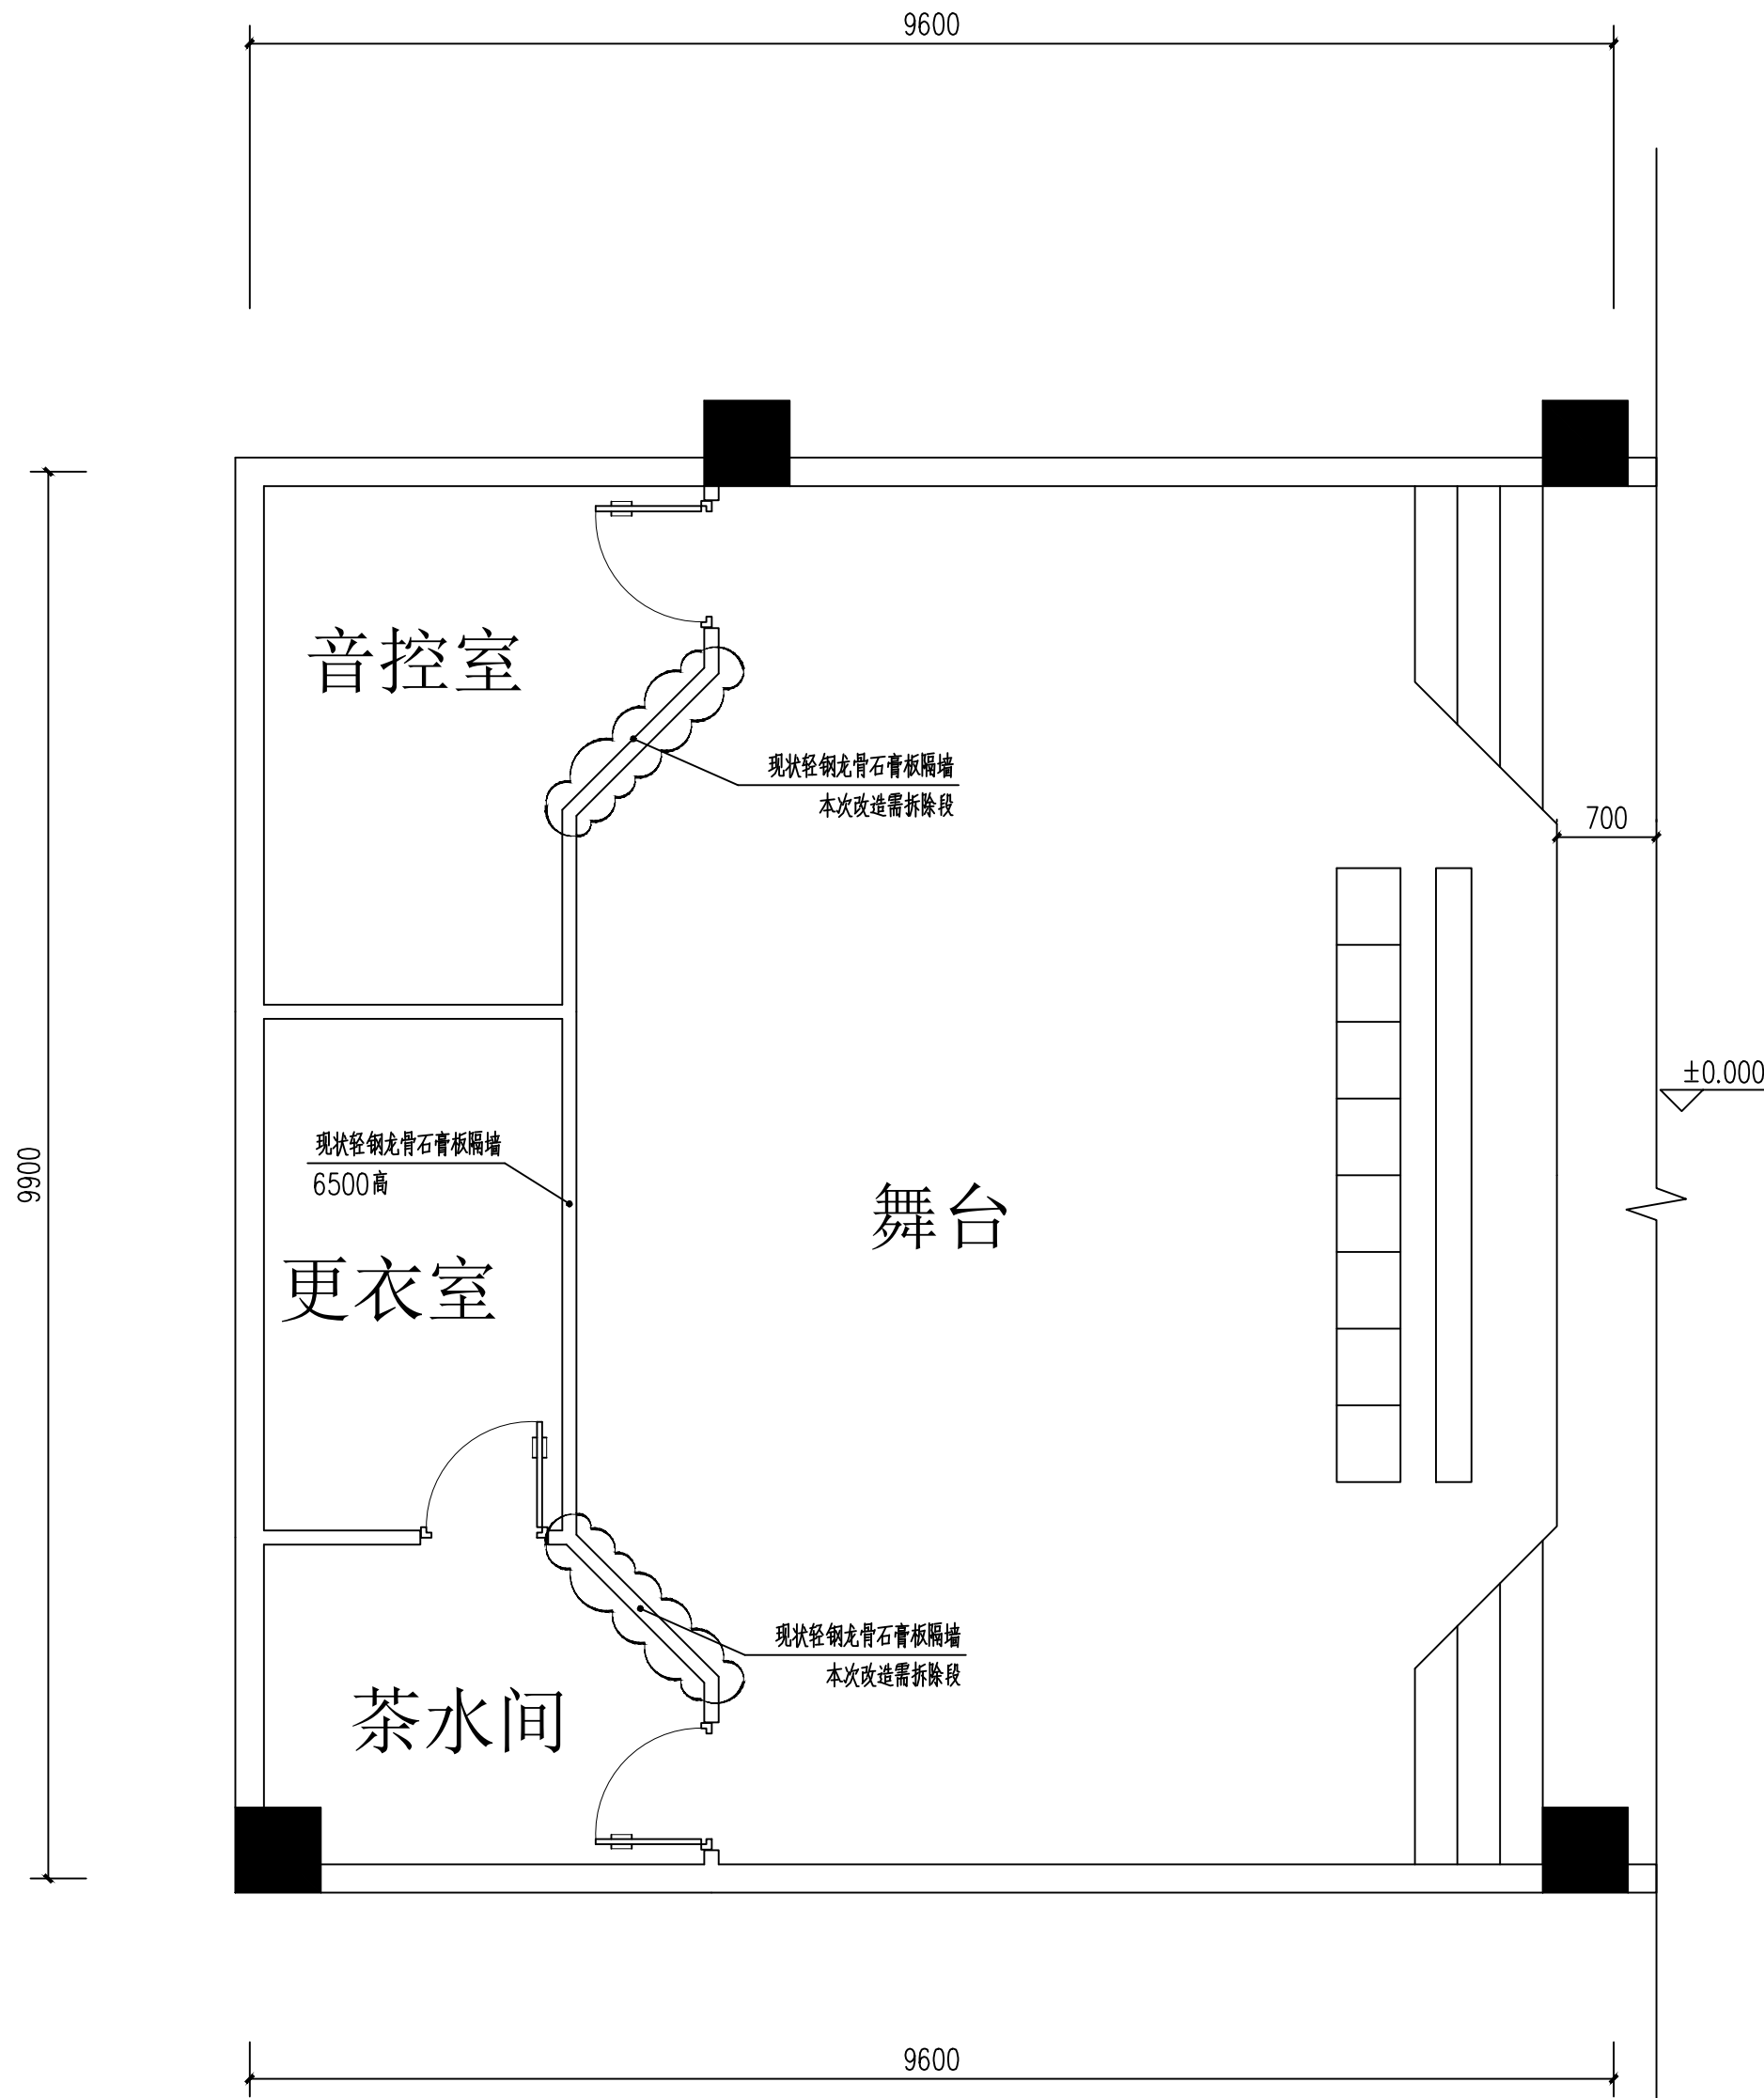 9600
音控室
现状轻钢龙骨石膏板隔墙
本次改造需拆除段
700
±0.000
现状轻钢龙骨石膏板隔墙
6500高
9900
舞台
更衣室
现状轻钢龙骨石膏板隔墙
本次改造需拆除段
茶水间
9600